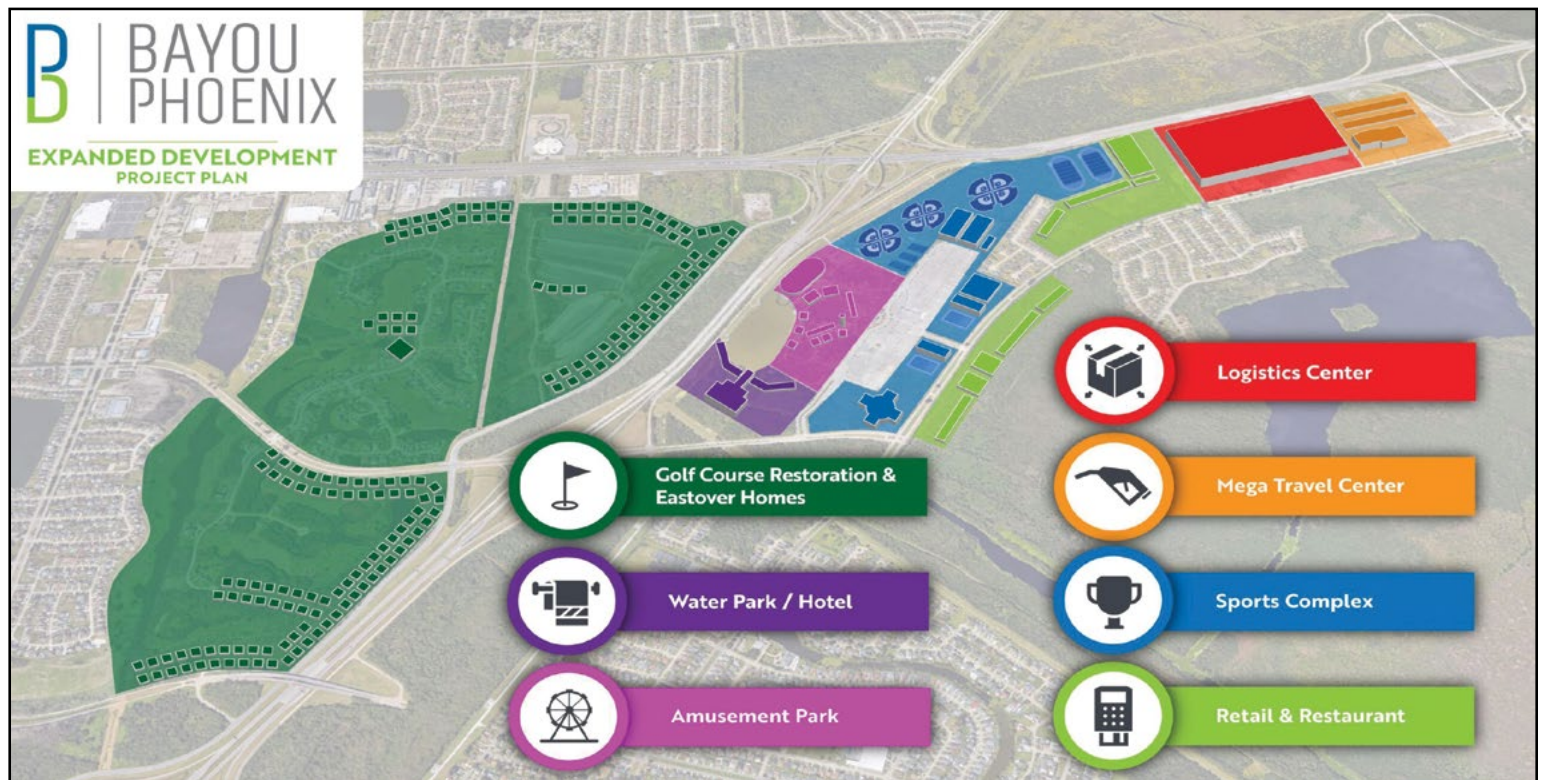 BAYOU
PHOENIX
EXPANDED DEVELOPMENT
PROJECT PLAN
Golf Course Restoration &
Eastover Homes
Water Park / Hotel
Amusement Park
Logistics Center
Mega Travel Center
Sports Complex
Retail & Restaurant